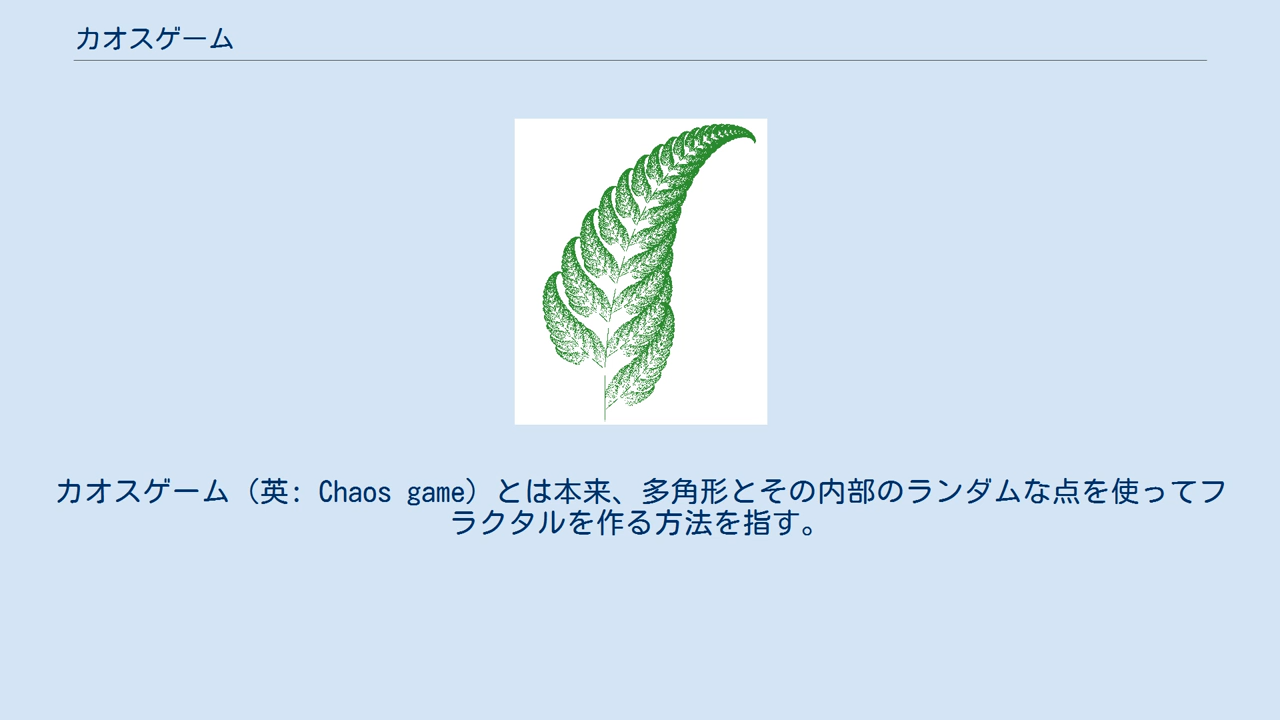 カオスゲーム
カオスゲーム（英: Chaos game）とは本来、多角形とその内部のランダムな点を使ってフ
ラクタルを作る方法を指す。